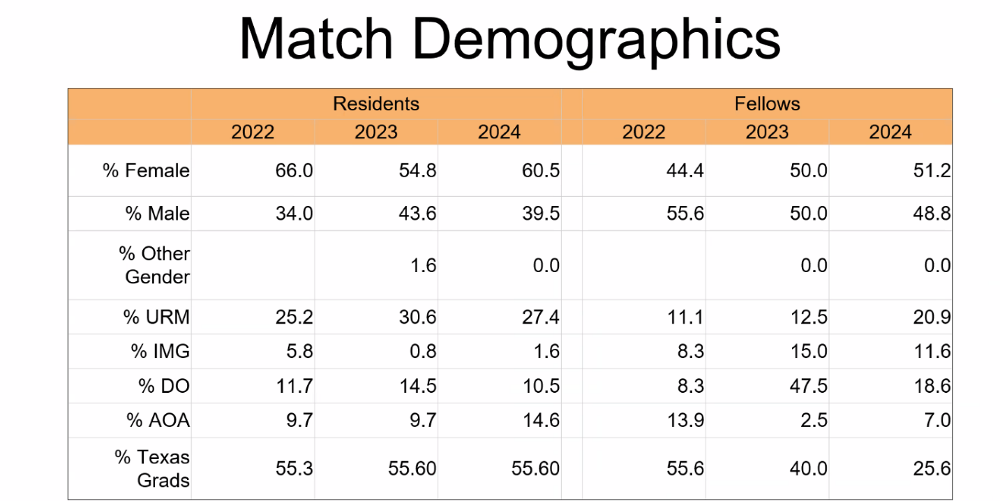 Match Demographics
Residents Fellows
2022 2023 2024 2022 2023 2024
% Female 66.0 54.8 60.5 44.4 50.0 51.2
% Male 34.0 43.6 39.5 55.6 50.0 48.8
% Other
Gender 1.6 0.0 0.0 0.0
% URM 25.2 30.6 27.4 11.1 12.5 20.9
% IMG 5.8 0.8 1.6 8.3 15.0 11.6
% DO 11.7 14.5 10.5 8.3 47.5 18.6
% AOA 9.7 9.7 14.6 13.9 2.5 7.0
% Texas
Grads 55.3 55.60 55.60 55.6 40.0 25.6